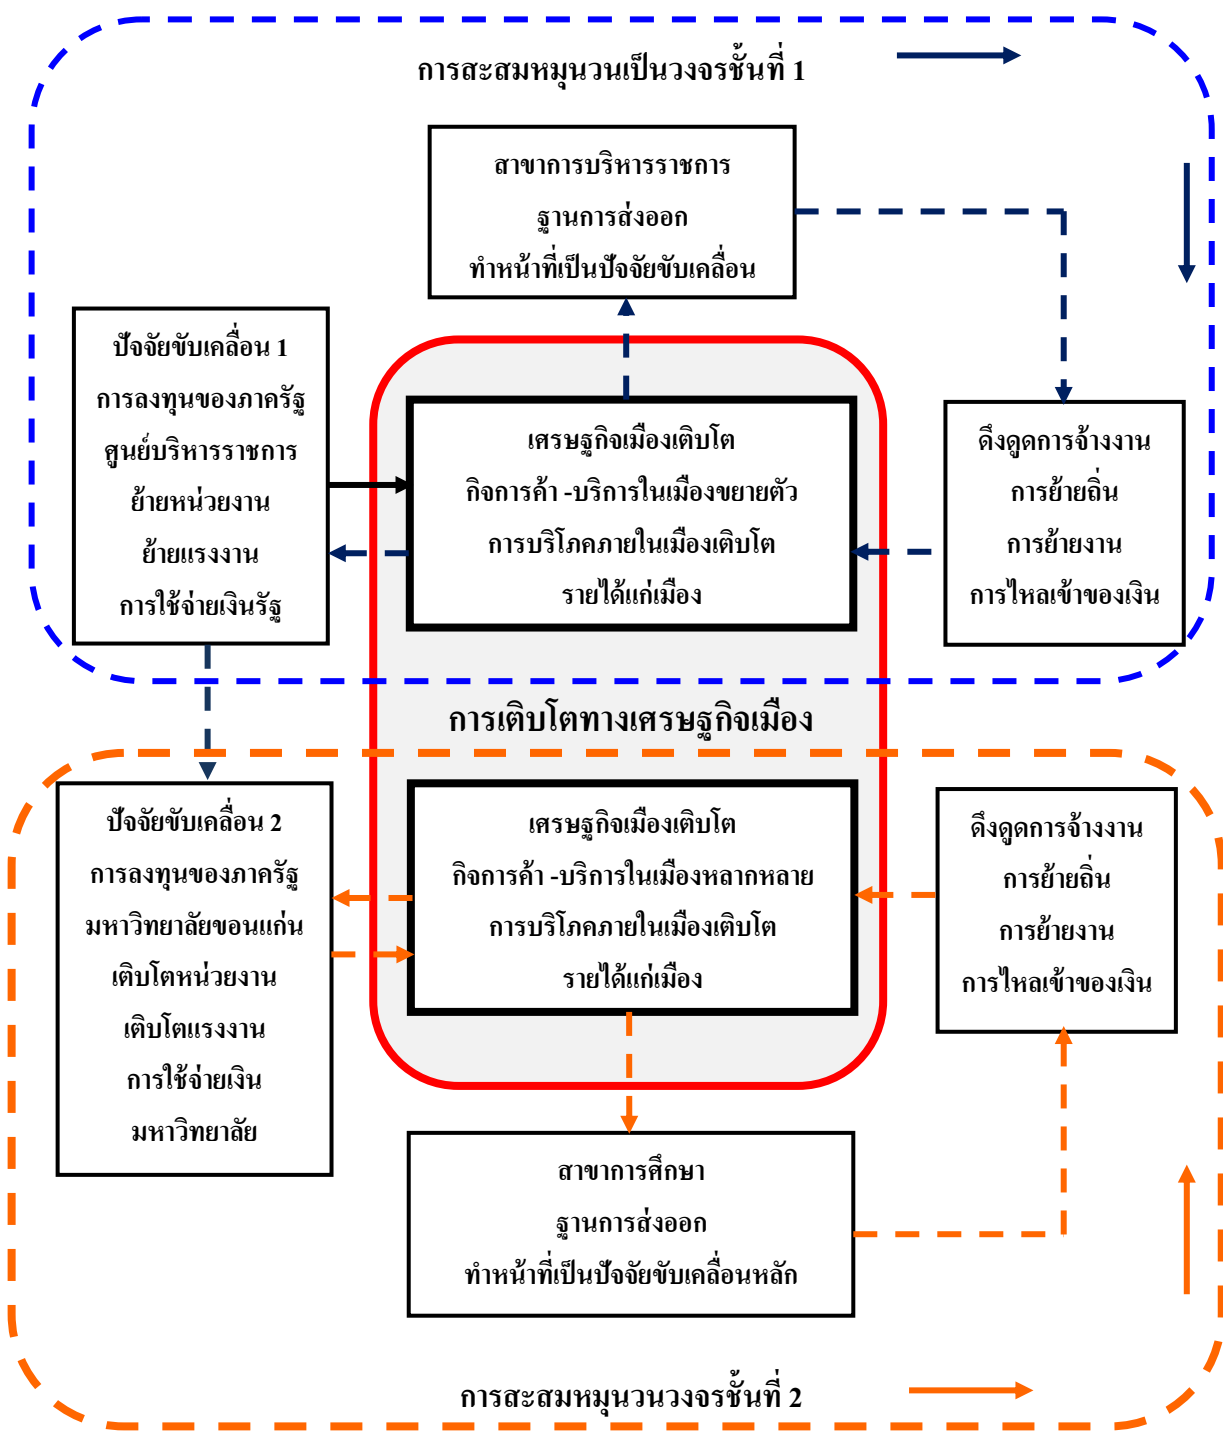 การสะสมหมุนวนเป็นวงจรชั้นที่ 1
สาขาการบริหารราชการ
ฐานการส่งออก
ทำหน้าที่เป็นปัจจัยขับเคลื่อน
ปัจจัยขับเคลื่อน 1
การลงทุนของภาครัฐ
ศูนย์บริหารราชการ
ย้ายหน่วยงาน
ย้ายแรงงาน
การใช้จ่ายเงินรัฐ
เศรษฐกิจเมืองเติบโต
กิจการค้า -บริการในเมืองขยายตัว
การบริโภคภายในเมืองเติบโต
รายได้แก่เมือง
ดึงดูดการจ้างงาน
การย้ายถิ่น
การย้ายงาน
การไหลเข้าของเงิน
การเติบโตทางเศรษฐกิจเมือง
ปัจจัยขับเคลื่อน 2
การลงทุนของภาครัฐ
มหาวิทยาลัยขอนแก่น
เติบโตหน่วยงาน
เติบโตแรงงาน
การใช้จ่ายเงิน
มหาวิทยาลัย
เศรษฐกิจเมืองเติบโต
กิจการค้า -บริการในเมืองหลากหลาย
การบริโภคภายในเมืองเติบโต
รายได้แก่เมือง
ดึงดูดการจ้างงาน
การย้ายถิ่น
การย้ายงาน
การไหลเข้าของเงิน
สาขาการศึกษา
ฐานการส่งออก
ทำหน้าที่เป็นปัจจัยขับเคลื่อนหลัก
การสะสมหมุนวนวงจรชั้นที่ 2